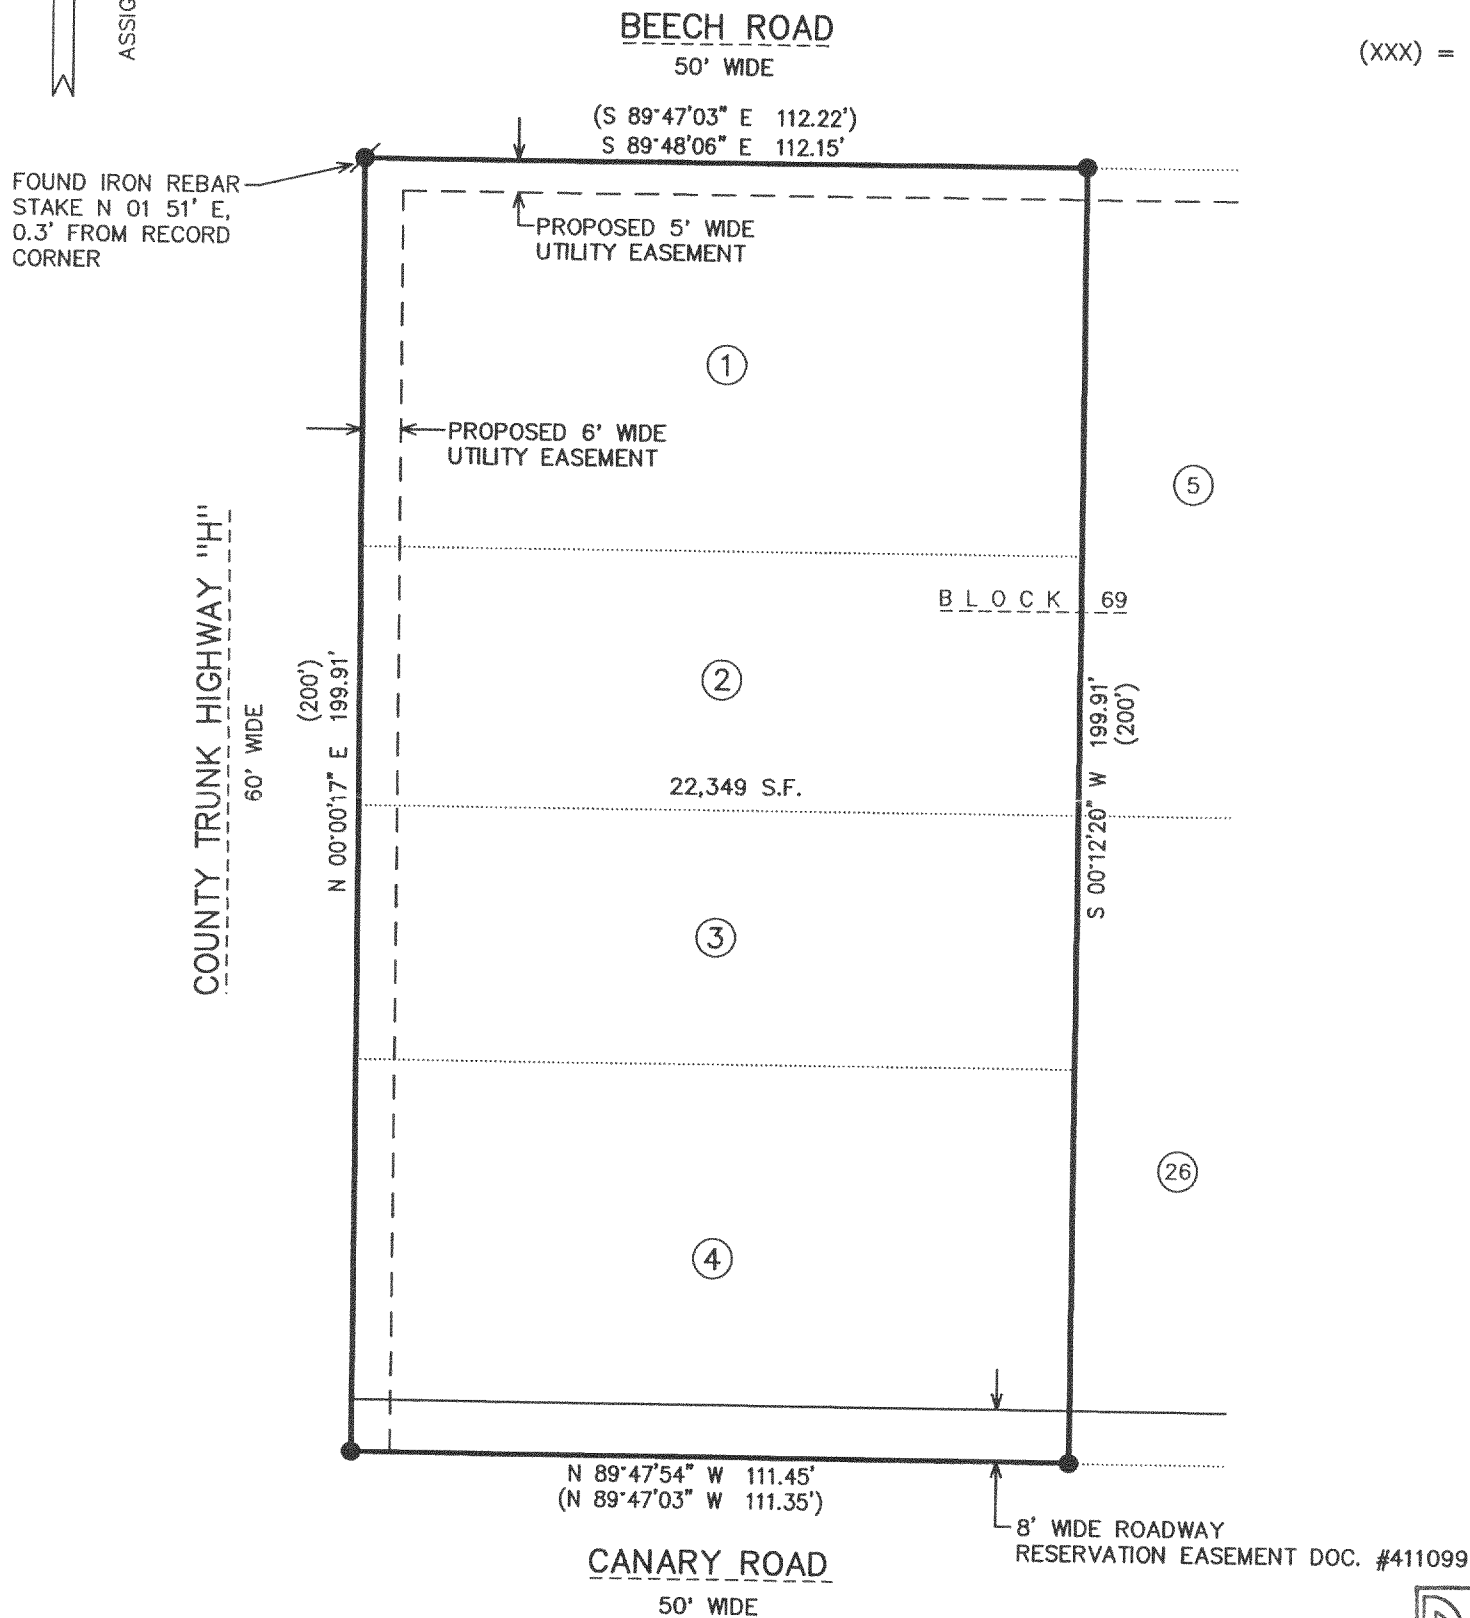 ASSIG
BEECH ROAD
50' WIDE
(XXX) =
(S 89°47'03" E 112.22')
S 89°48'06" E 112.15'
FOUND IRON REBAR
STAKE N 01 51' E,
0.3' FROM RECORD
CORNER
PROPOSED 5' WIDE
UTILITY EASEMENT
1
PROPOSED 6' WIDE
UTILITY EASEMENT
5
COUNTY TRUNK HIGHWAY "H"
60' WIDE
(200')
N 00°00'17" E 199.91'
BLOCK 69
2
22,349 S.F.
S 00°12'20" W 199.91'
(200')
3
26
4
N 89°47'54" W 111.45'
(N 89°47'03" W 111.35')
8' WIDE ROADWAY
RESERVATION EASEMENT DOC. #411099
CANARY ROAD
50' WIDE